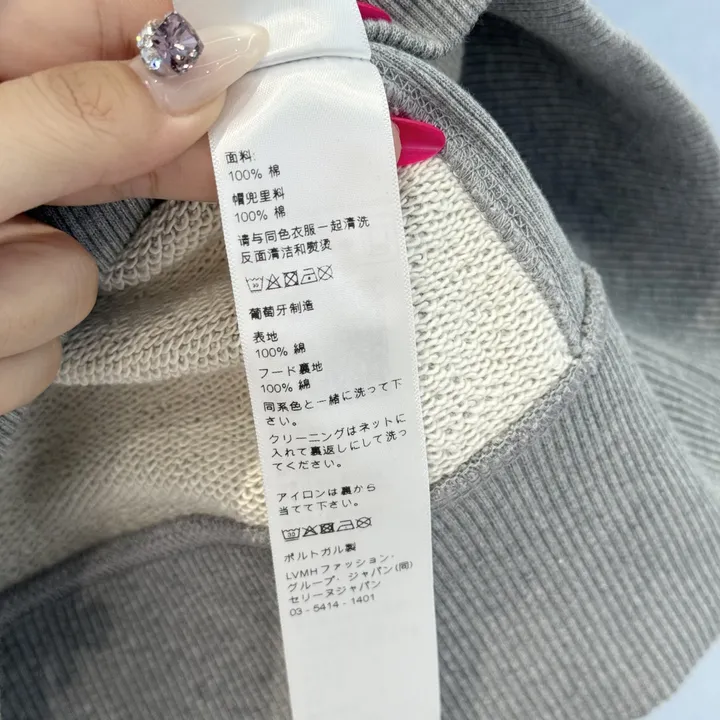 面料:
100% 棉
帽兜里料
100% 棉
请与同色衣服一起清洗
反面清洁和熨烫
30
葡萄牙制造
表地
100% 綿
フード裏地
100% 綿
同系色と一緒に洗って下
さい。
クリーニングはネットに
入れて裏返しにして洗っ
てください。
アイロンは裏から
当てて下さい。
30
ポルトガル製
LVMHファッション・
グループ・ジャパン(同)
セリーヌジャパン
03-5414-1401